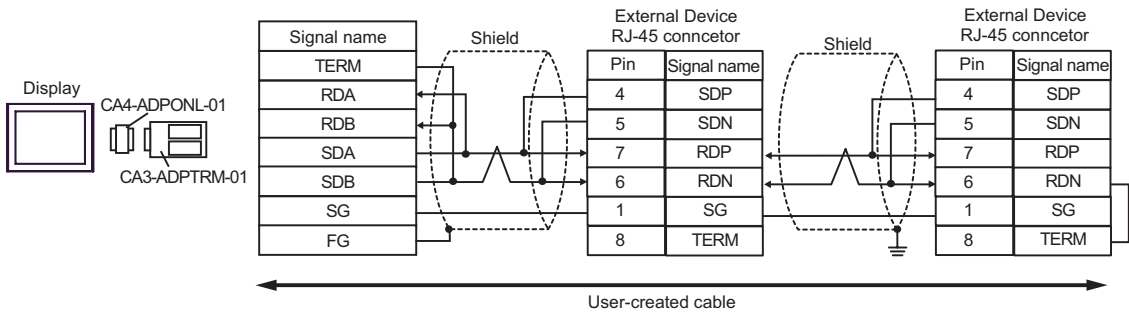 Display
CA4-ADPONL-01
CA3-ADPTRM-01
Signal name
TERM
RDA
RDB
SDA
SDB
SG
FG
Shield
External Device
RJ-45 conncetor
Pin Signal name
4 SDP
5 SDN
7 RDP
6 RDN
1 SG
8 TERM
Shield
External Device
RJ-45 conncetor
Pin Signal name
4 SDP
5 SDN
7 RDP
6 RDN
1 SG
8 TERM
User-created cable